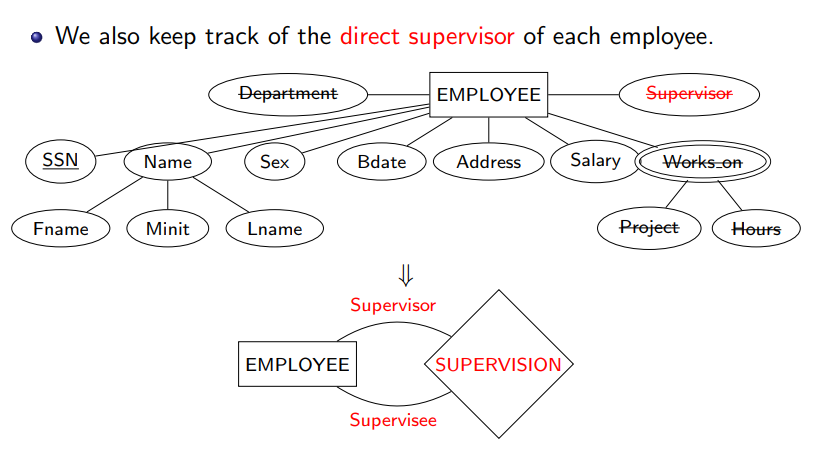 We also keep track of the direct supervisor of each employee.
Department EMPLOYEE Supervisor
SSN Name Sex Bdate Address Salary Works_on
Fname Minit Lname Project Hours
⇓
Supervisor
EMPLOYEE SUPERVISION
Supervisee